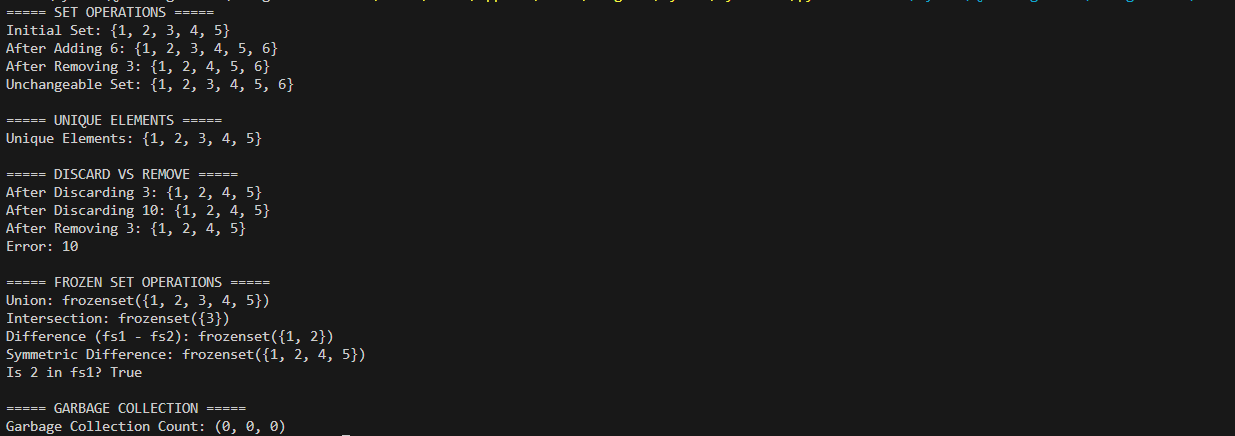 ===== SET OPERATIONS =====
Initial Set: {1, 2, 3, 4, 5}
After Adding 6: {1, 2, 3, 4, 5, 6}
After Removing 3: {1, 2, 4, 5, 6}
Unchangeable Set: {1, 2, 3, 4, 5, 6}

===== UNIQUE ELEMENTS =====
Unique Elements: {1, 2, 3, 4, 5}

===== DISCARD VS REMOVE =====
After Discarding 3: {1, 2, 4, 5}
After Discarding 10: {1, 2, 4, 5}
After Removing 3: {1, 2, 4, 5}
Error: 10

===== FROZEN SET OPERATIONS =====
Union: frozenset({1, 2, 3, 4, 5})
Intersection: frozenset({3})
Difference (fs1 - fs2): frozenset({1, 2})
Symmetric Difference: frozenset({1, 2, 4, 5})
Is 2 in fs1? True

===== GARBAGE COLLECTION =====
Garbage Collection Count: (0, 0, 0)